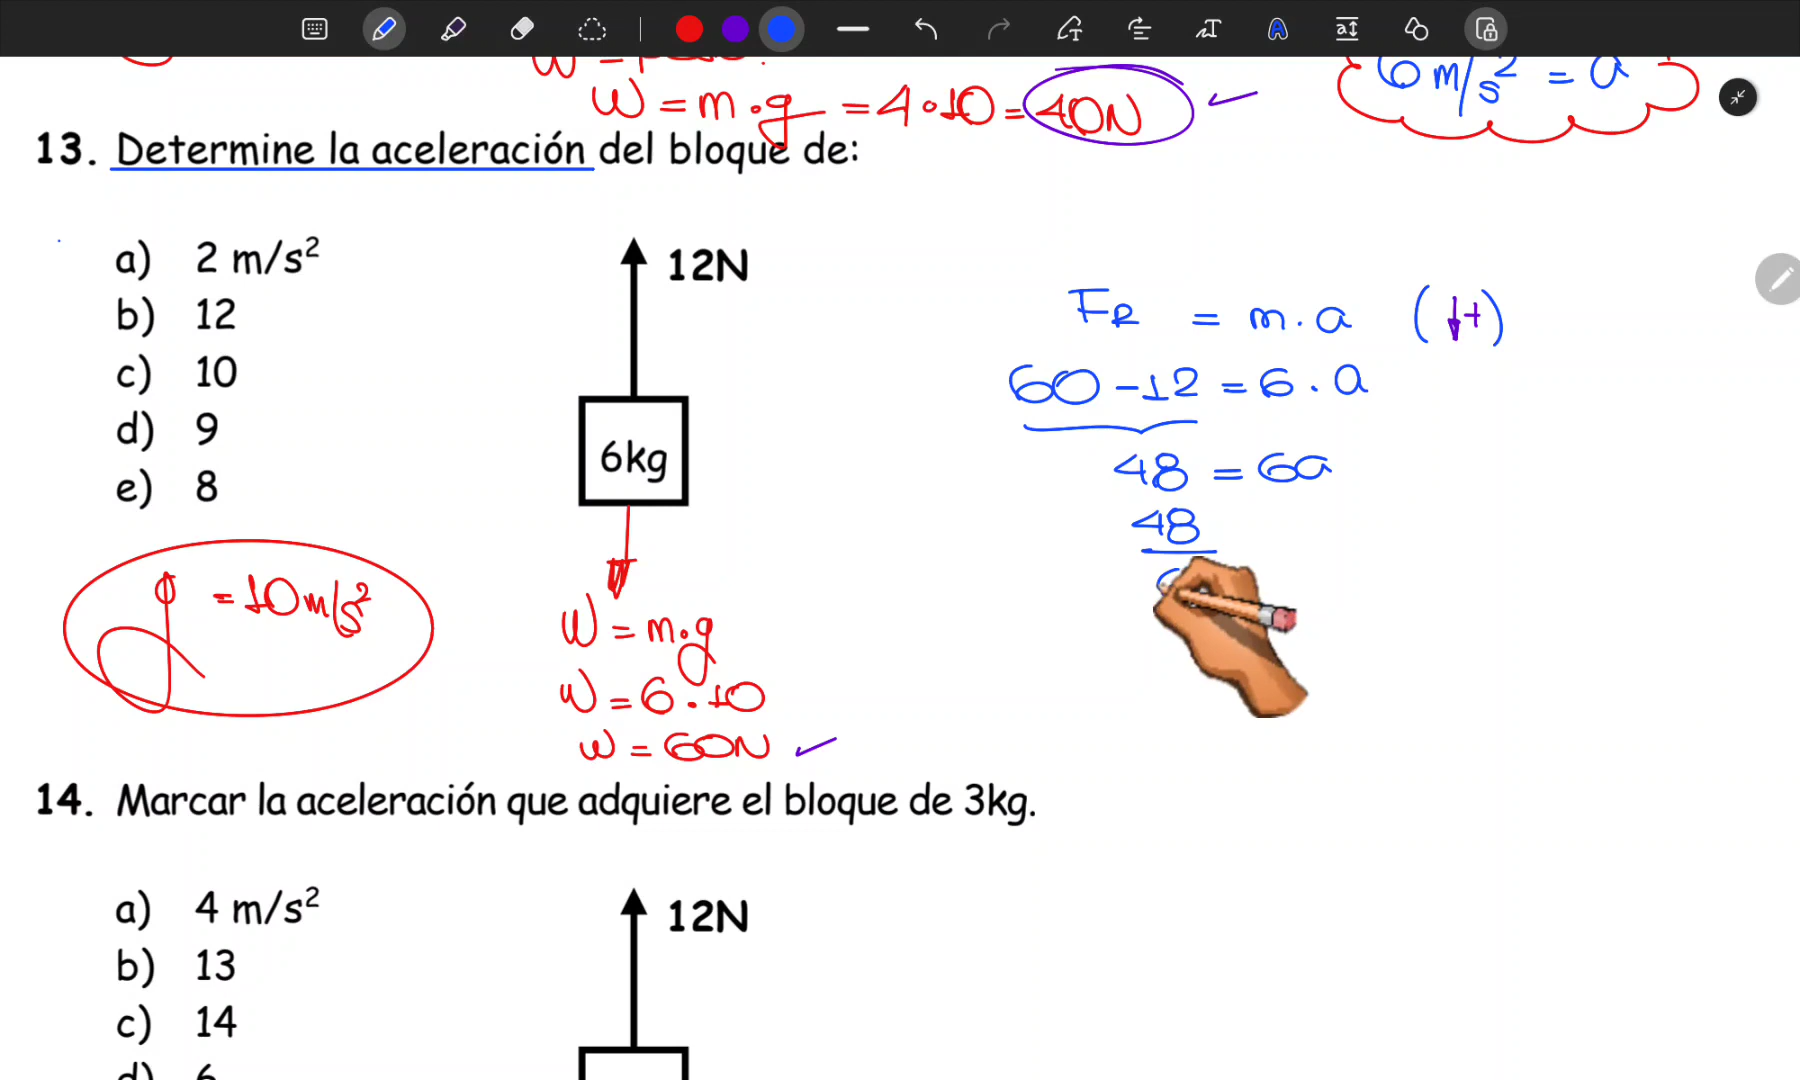 W = m.g = 4.10 = 40N
6 m/s² = a
13. Determine la aceleración del bloque de:
a) 2 m/s²
b) 12
c) 10
d) 9
e) 8
12N
6kg
g = 10m/s²
W = m.g
W = 6.10
W = 60N
FR = m.a (↓+)
60 - 12 = 6.a
48 = 6a
48
14. Marcar la aceleración que adquiere el bloque de 3kg.
a) 4 m/s²
b) 13
c) 14
d) 6
12N